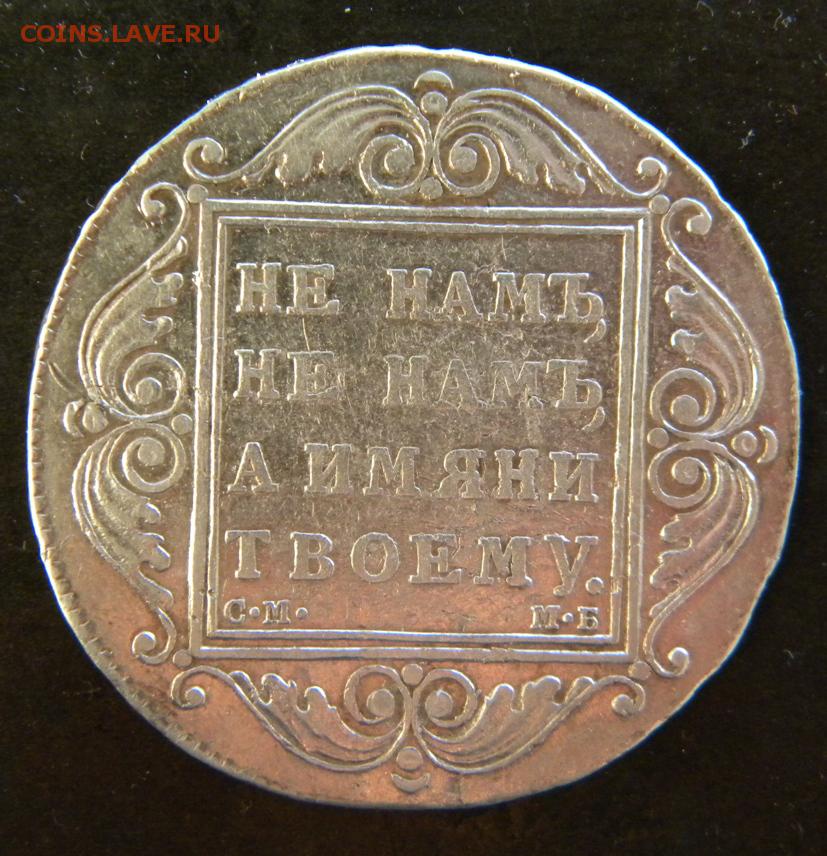 COINS.LAVE.RU
НЕ НАМЪ,
НЕ НАМЪ,
А ИМЯНИ
ТВОЕМУ.
С·М· М·Б